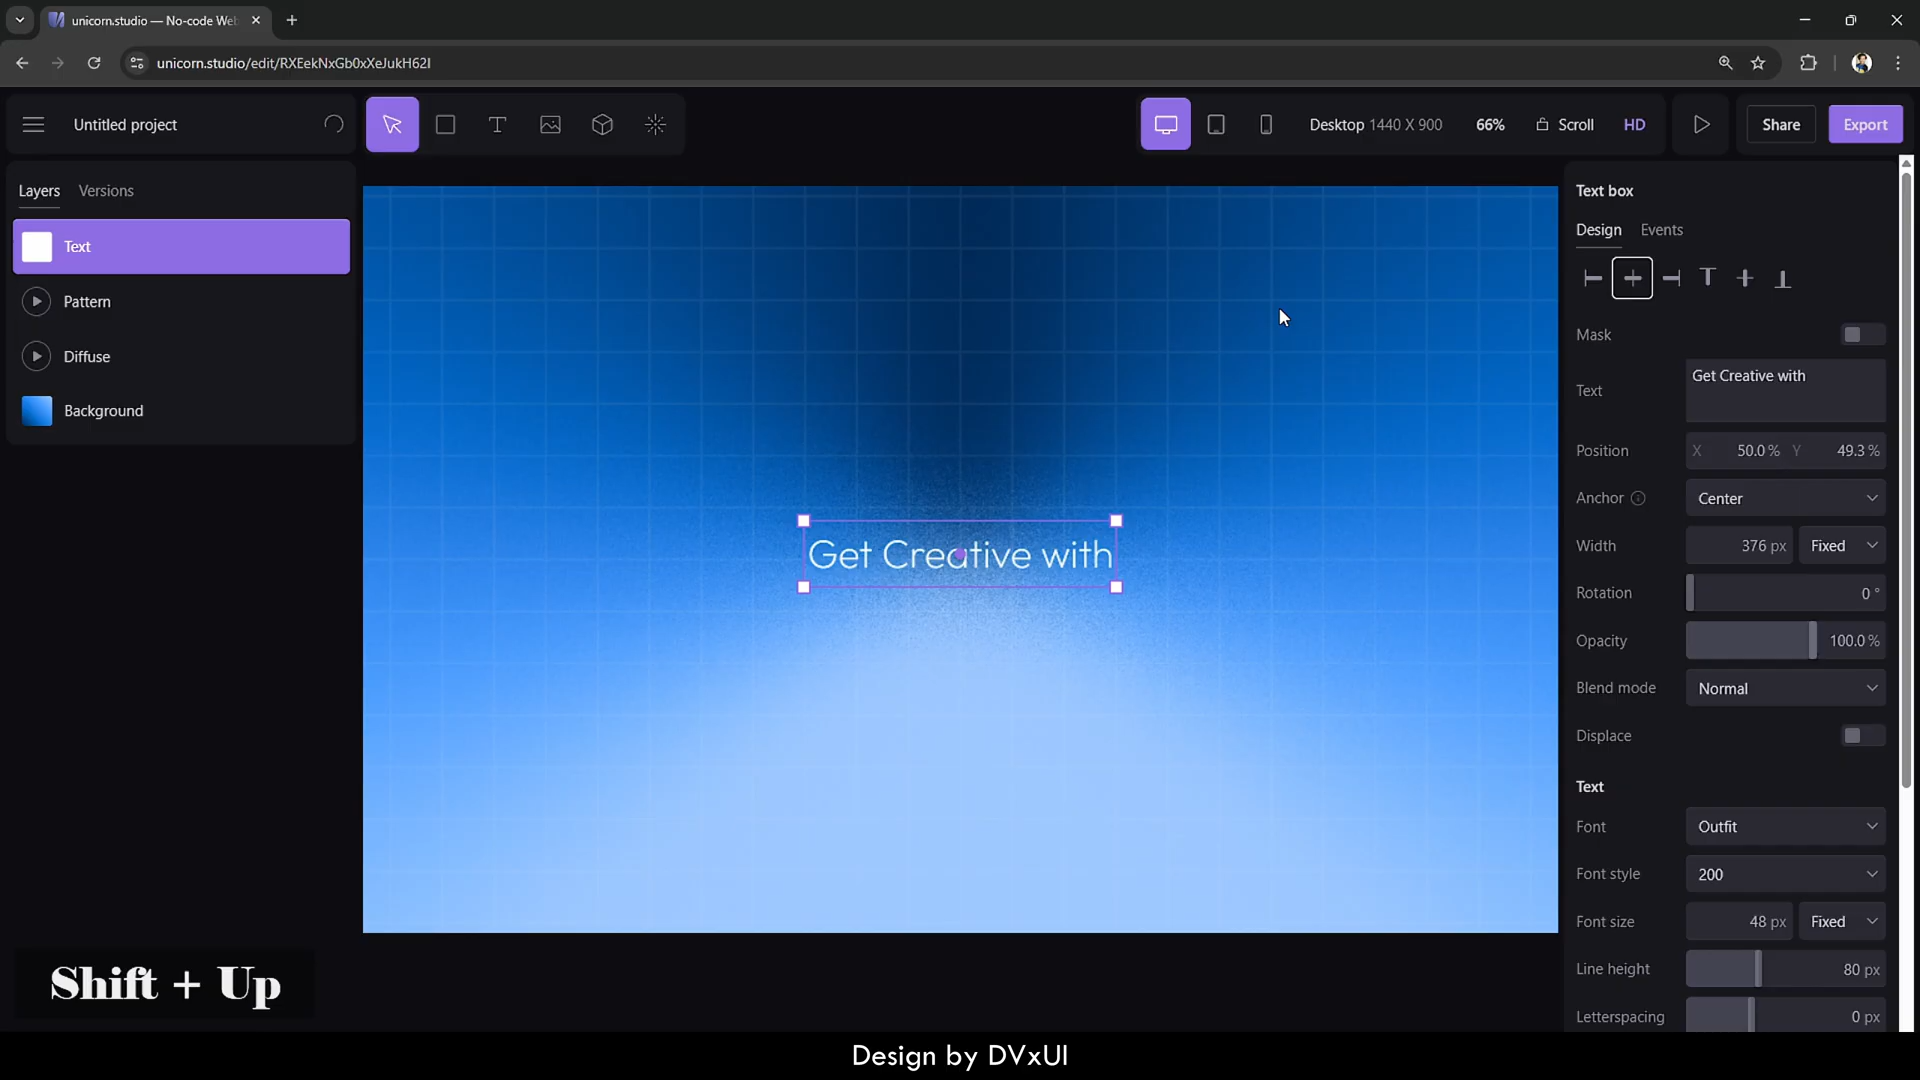 unicorn.studio — No-code We
unicorn.studio/edit/RXEekNxGb0xXeJukH62I
Untitled project
Desktop 1440 X 900
66%
Scroll
HD
Share
Export
Layers
Versions
Text
Pattern
Diffuse
Background
Get Creative with
Text box
Design
Events
Mask
Text
Get Creative with
Position
X 50.0 % Y 49.3 %
Anchor
Center
Width
376 px
Fixed
Rotation
0 °
Opacity
100.0 %
Blend mode
Normal
Displace
Text
Font
Outfit
Font style
200
Font size
48 px
Fixed
Line height
80 px
Letterspacing
0 px
Shift + Up
Design by DVxUI